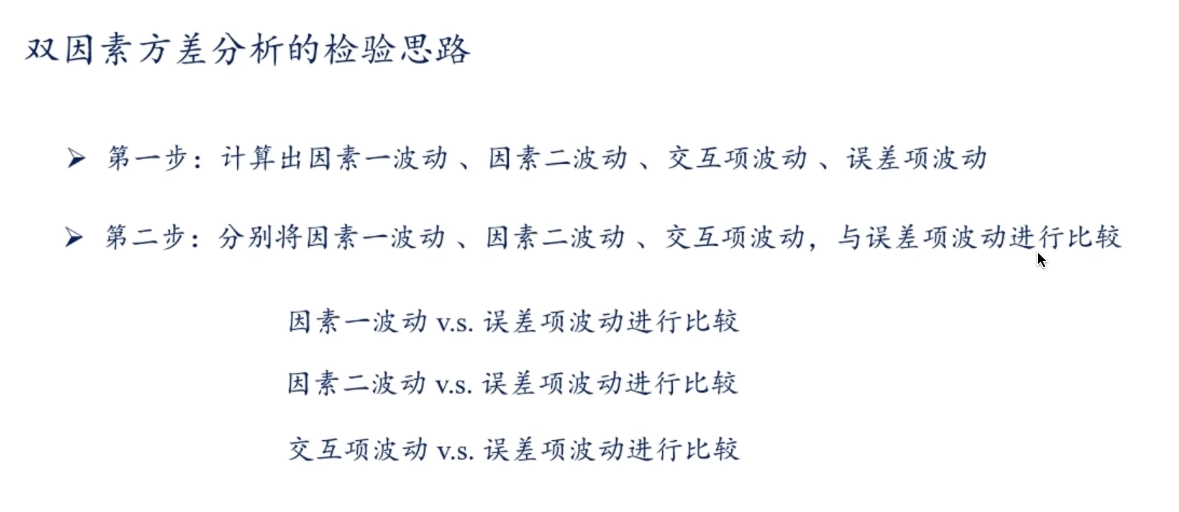 双因素方差分析的检验思路
第一步：计算出因素一波动 、因素二波动 、交互项波动 、误差项波动
第二步：分别将因素一波动 、因素二波动 、交互项波动，与误差项波动进行比较
因素一波动 v.s. 误差项波动进行比较
因素二波动 v.s. 误差项波动进行比较
交互项波动 v.s. 误差项波动进行比较